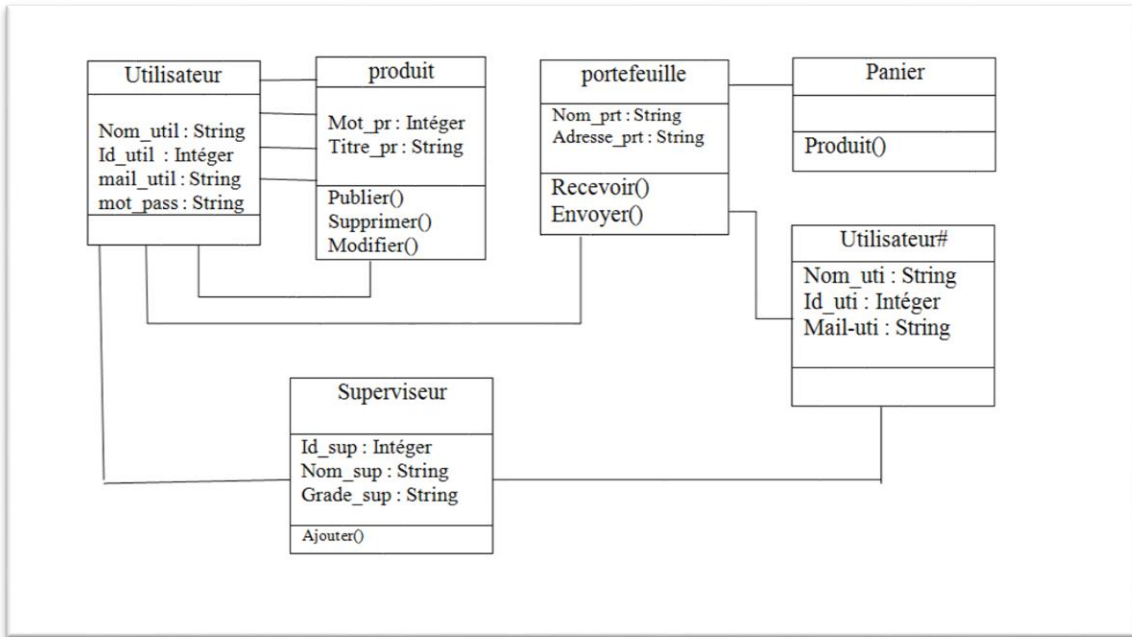 Utilisateur
Nom_util : String
Id_util : Intéger
mail_util : String
mot_pass : String
produit
Mot_pr : Intéger
Titre_pr : String
Publier()
Supprimer()
Modifier()
portefeuille
Nom_prt : String
Adresse_prt : String
Recevoir()
Envoyer()
Panier
Produit()
Utilisateur#
Nom_uti : String
Id_uti : Intéger
Mail-uti : String
Superviseur
Id_sup : Intéger
Nom_sup : String
Grade_sup : String
Ajouter()